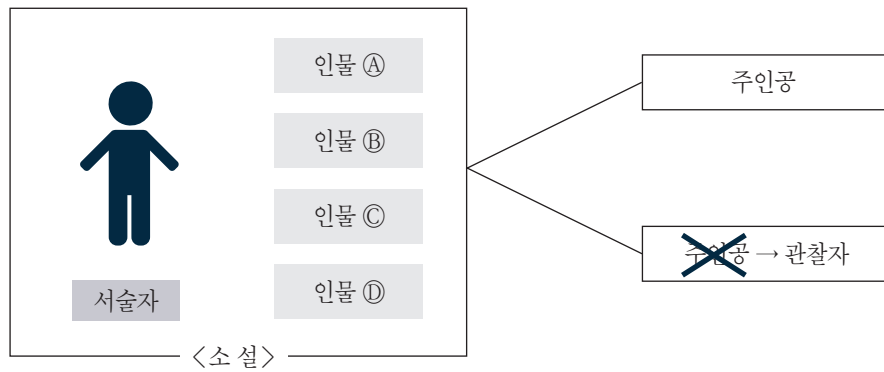 인물 Ⓐ
인물 Ⓑ
인물 Ⓒ
인물 Ⓓ
서술자
<소 설>
주인공
주인공 → 관찰자